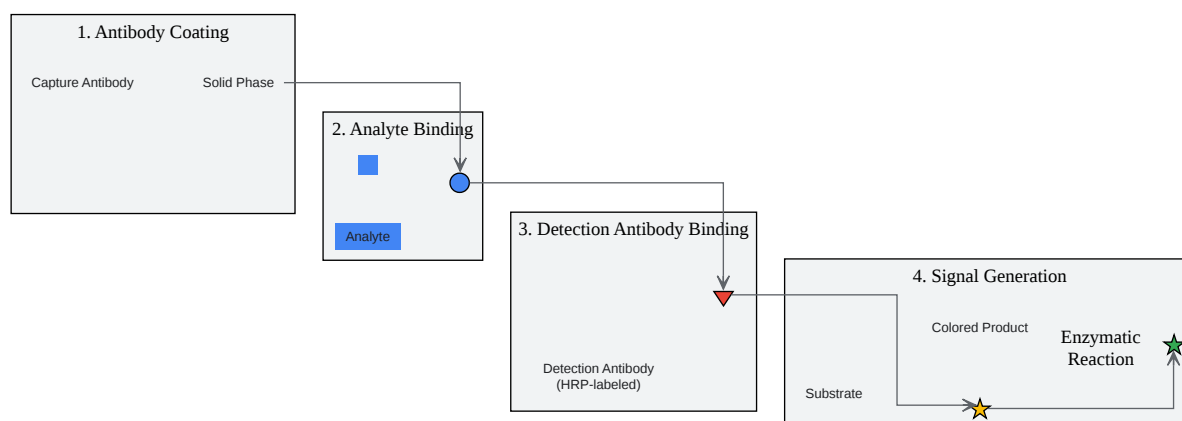 1. Antibody Coating
Capture Antibody
Solid Phase
2. Analyte Binding
Analyte
3. Detection Antibody Binding
Detection Antibody
(HRP-labeled)
4. Signal Generation
Colored Product
Enzymatic
Reaction
Substrate